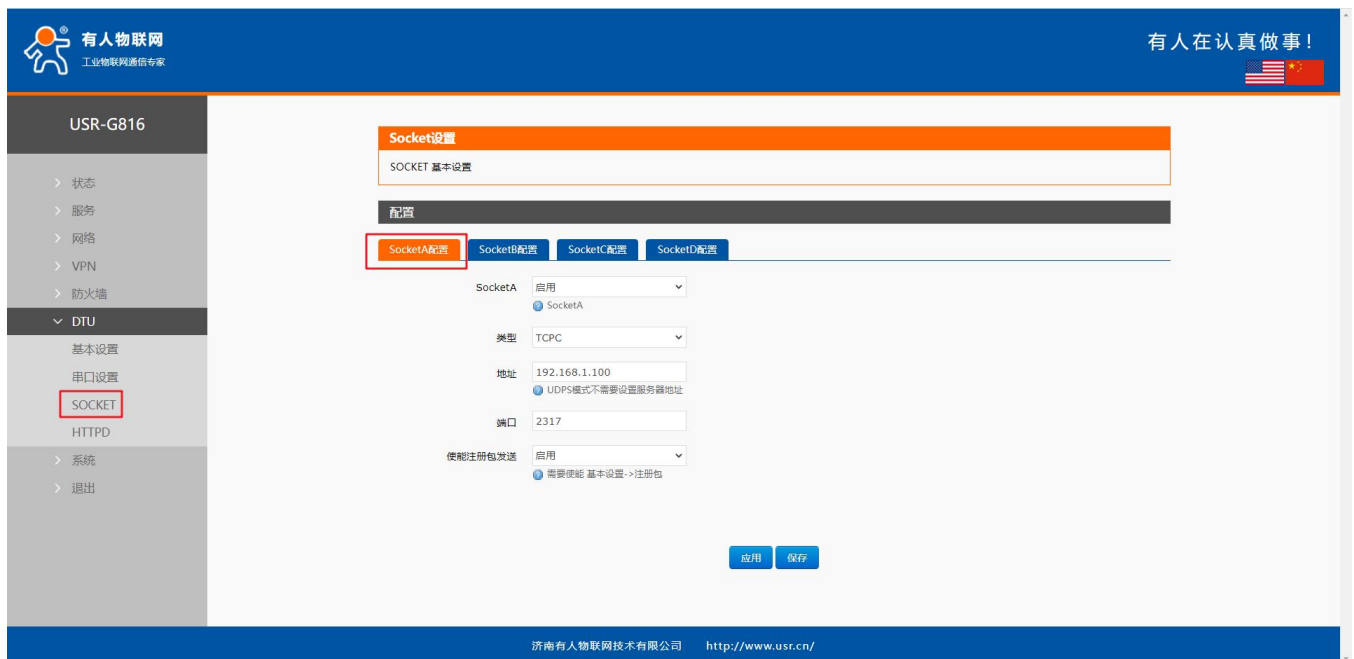 有人物联网
工业物联网通信专家
有人在认真做事!
USR-G816
状态
服务
网络
VPN
防火墙
DTU
基本设置
串口设置
SOCKET
HTTPD
系统
退出
Socket设置
SOCKET 基本设置
配置
SocketA配置 SocketB配置 SocketC配置 SocketD配置
SocketA 启用
SocketA
类型 TCPC
地址 192.168.1.100
UDPS模式不需要设置服务器地址
端口 2317
使能注册包发送 启用
需要使能 基本设置->注册包
应用 保存
济南有人物联网技术有限公司 http://www.usr.cn/